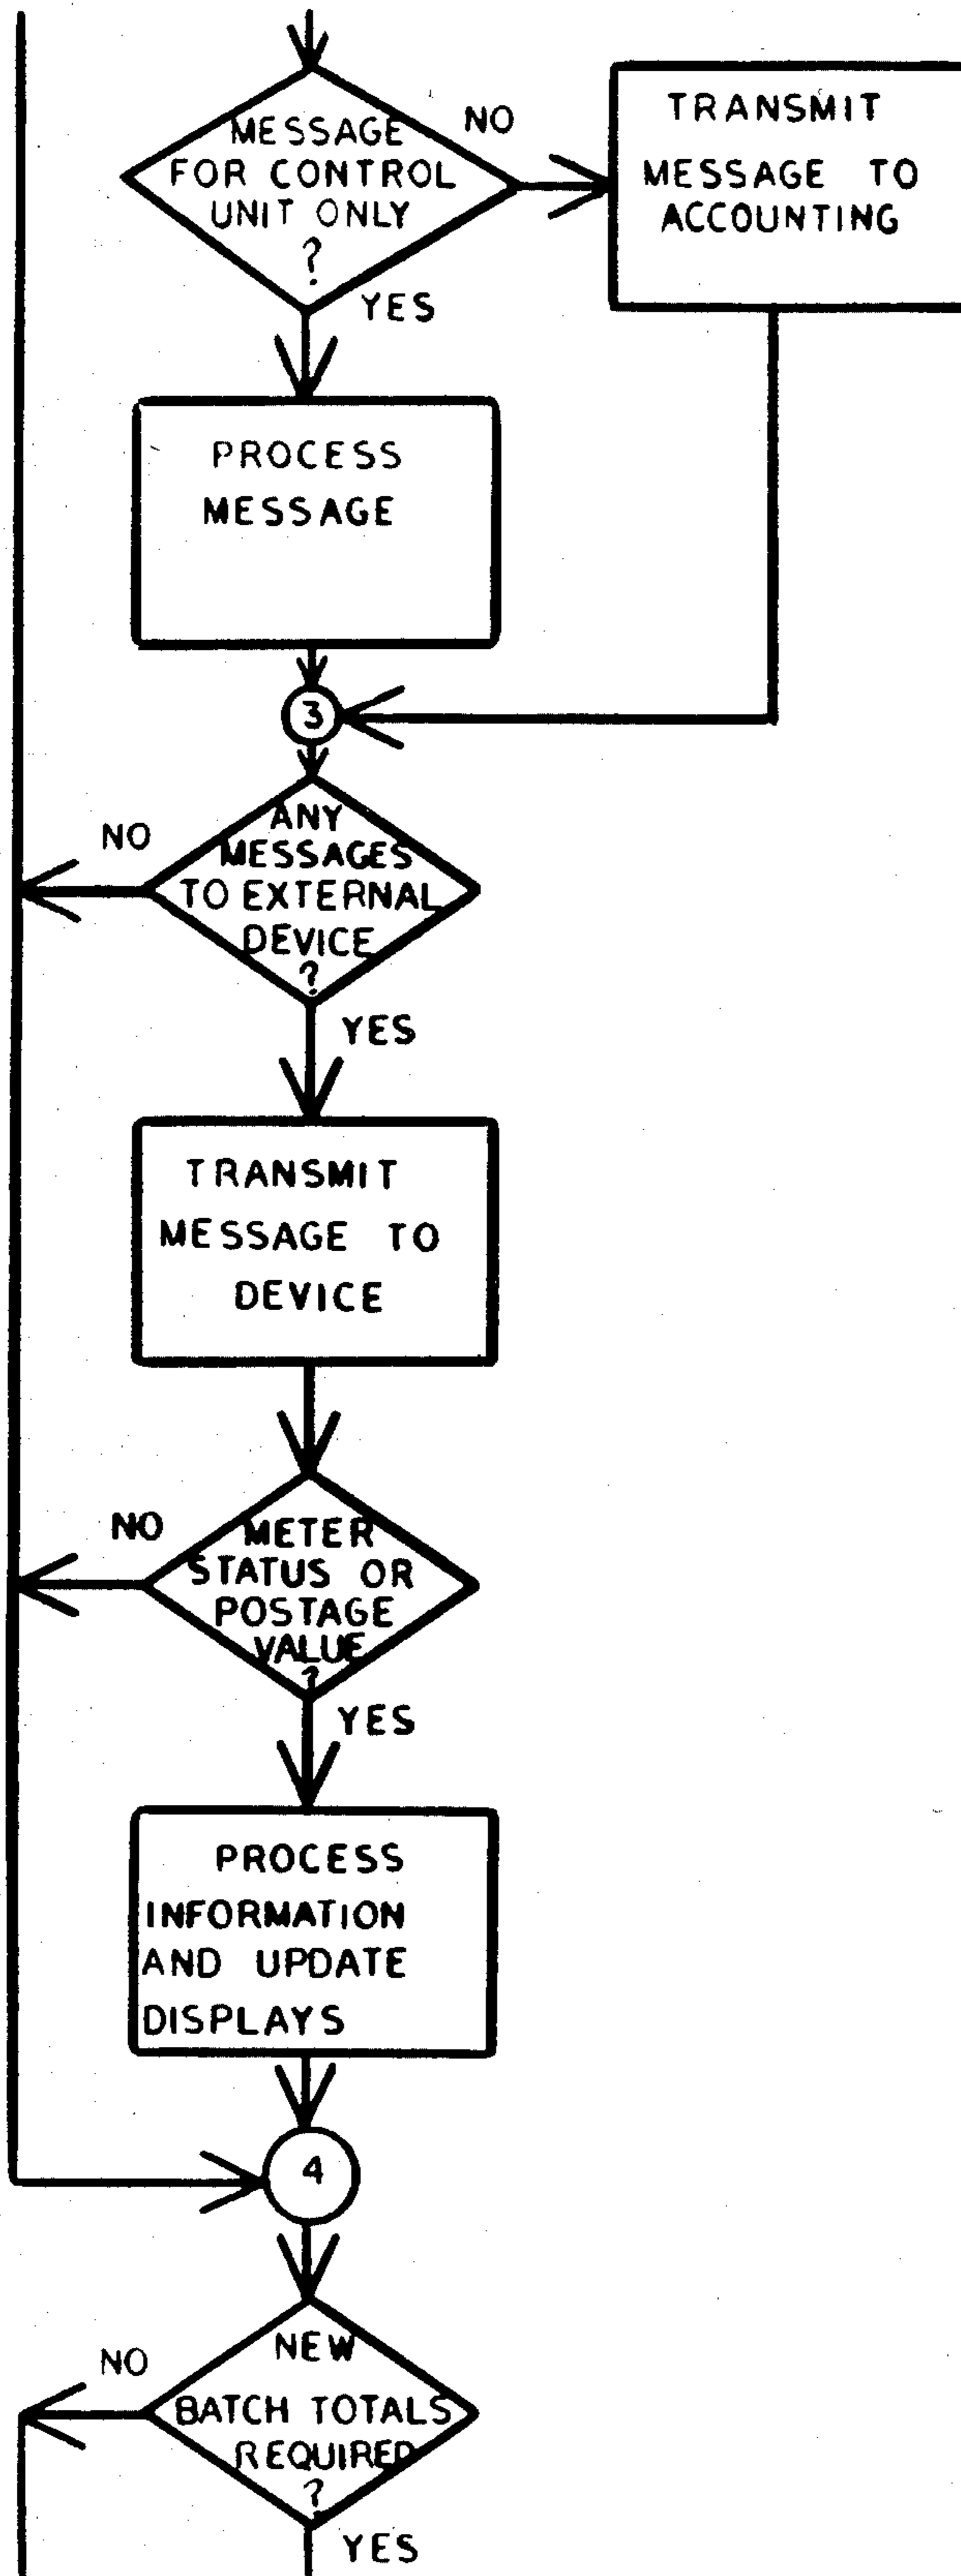 MESSAGE
FOR CONTROL
UNIT ONLY
?
NO
TRANSMIT
MESSAGE TO
ACCOUNTING
YES
PROCESS
MESSAGE
3
NO
ANY
MESSAGES
TO EXTERNAL
DEVICE
?
YES
TRANSMIT
MESSAGE TO
DEVICE
NO
METER
STATUS OR
POSTAGE
VALUE
?
YES
PROCESS
INFORMATION
AND UPDATE
DISPLAYS
4
NO
NEW
BATCH TOTALS
REQUIRED
?
YES